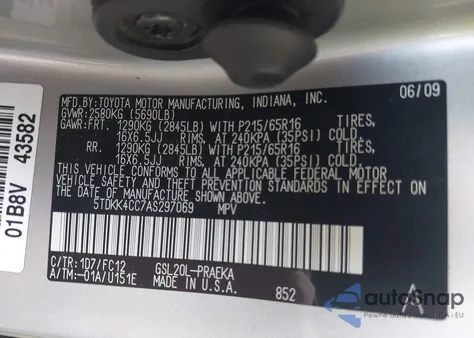 MFD.BY:TOYOTA MOTOR MANUFACTURING, INDIANA, INC.
06/09
GVWR:2580KG (5690LB)
GAWR:FRT. 1290KG (2845LB) WITH P215/65R16 TIRES,
16X6.5JJ RIMS, AT 240KPA (35PSI) COLD.
RR. 1290KG (2845LB) WITH P215/65R16 TIRES,
16X6.5JJ RIMS, AT 240KPA (35PSI) COLD.
THIS VEHICLE CONFORMS TO ALL APPLICABLE FEDERAL MOTOR
VEHICLE SAFETY STANDARDS IN EFFECT ON THE DATE OF
MANUFACTURE SHOWN ABOVE.
5TDKK4CC7AS297069 MPV
C/TR:1D7/FC12 GSL20L-PRAEKA
A/TM:-01A/U151E MADE IN U.S.A. 852
A
01B8V 43582
autoSnap